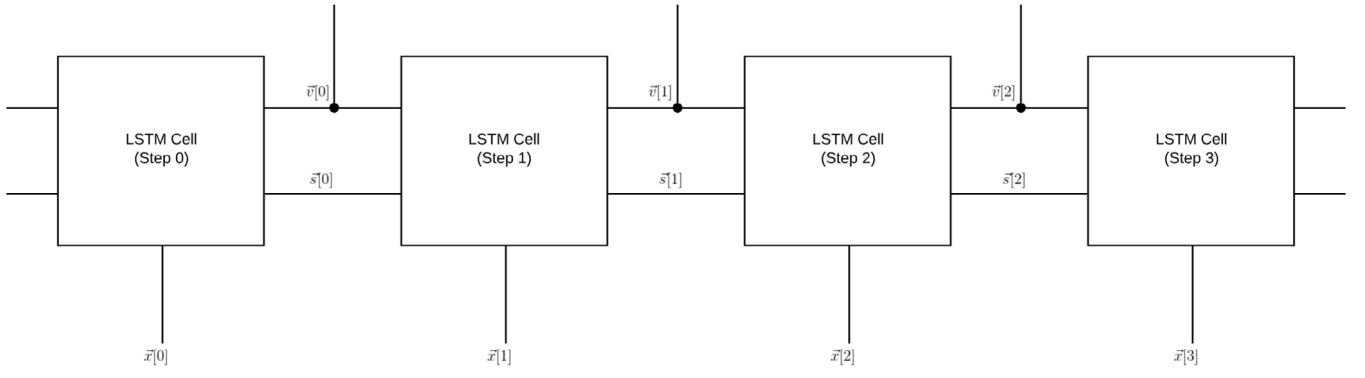 v⃗[0]
v⃗[1]
v⃗[2]
LSTM Cell
(Step 0)
LSTM Cell
(Step 1)
LSTM Cell
(Step 2)
LSTM Cell
(Step 3)
s⃗[0]
s⃗[1]
s⃗[2]
x⃗[0]
x⃗[1]
x⃗[2]
x⃗[3]